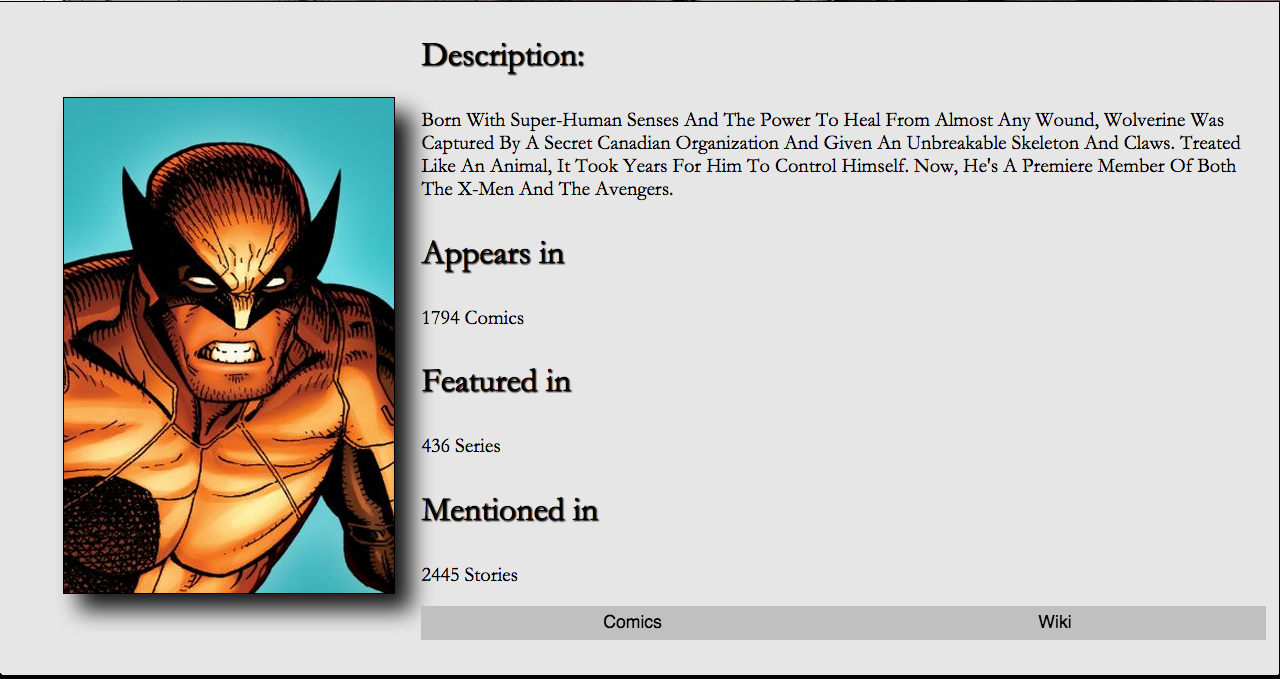 Description:
Born With Super-Human Senses And The Power To Heal From Almost Any Wound, Wolverine Was
Captured By A Secret Canadian Organization And Given An Unbreakable Skeleton And Claws. Treated
Like An Animal, It Took Years For Him To Control Himself. Now, He's A Premiere Member Of Both
The X-Men And The Avengers.
Appears in
1794 Comics
Featured in
436 Series
Mentioned in
2445 Stories
Comics
Wiki